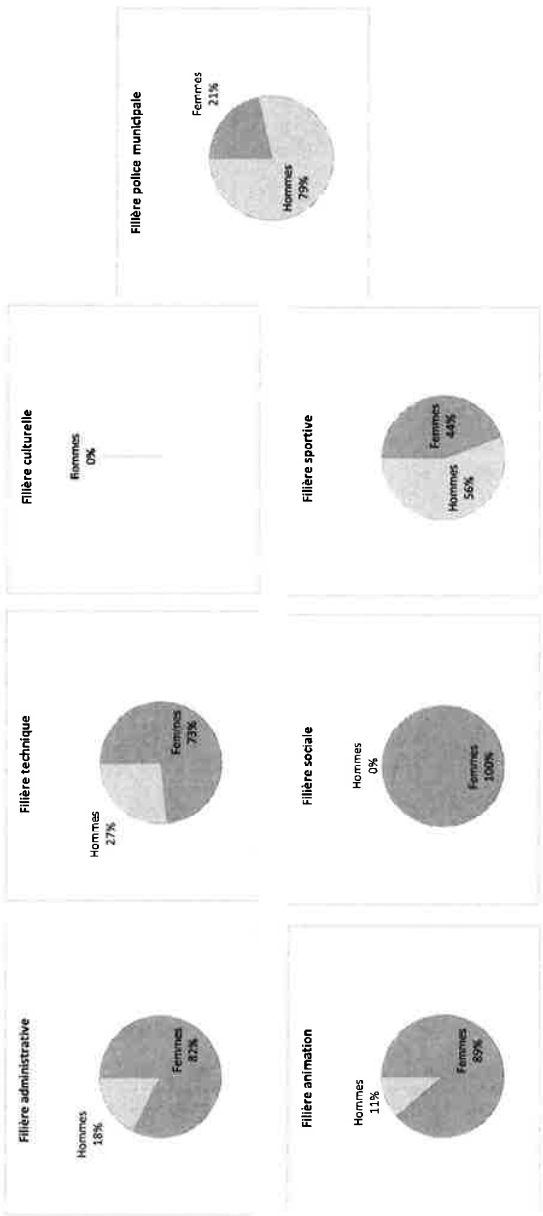 Filière administrative
Hommes
18%
Femmes
82%
Filière technique
Hommes
27%
Femmes
73%
Filière culturelle
0%
Filière police municipale
Femmes
21%
Hommes
79%
Filière animation
Hommes
11%
Femmes
89%
Filière sociale
Hommes
0%
Femmes
100%
Filière sportive
Femmes
44%
Hommes
56%